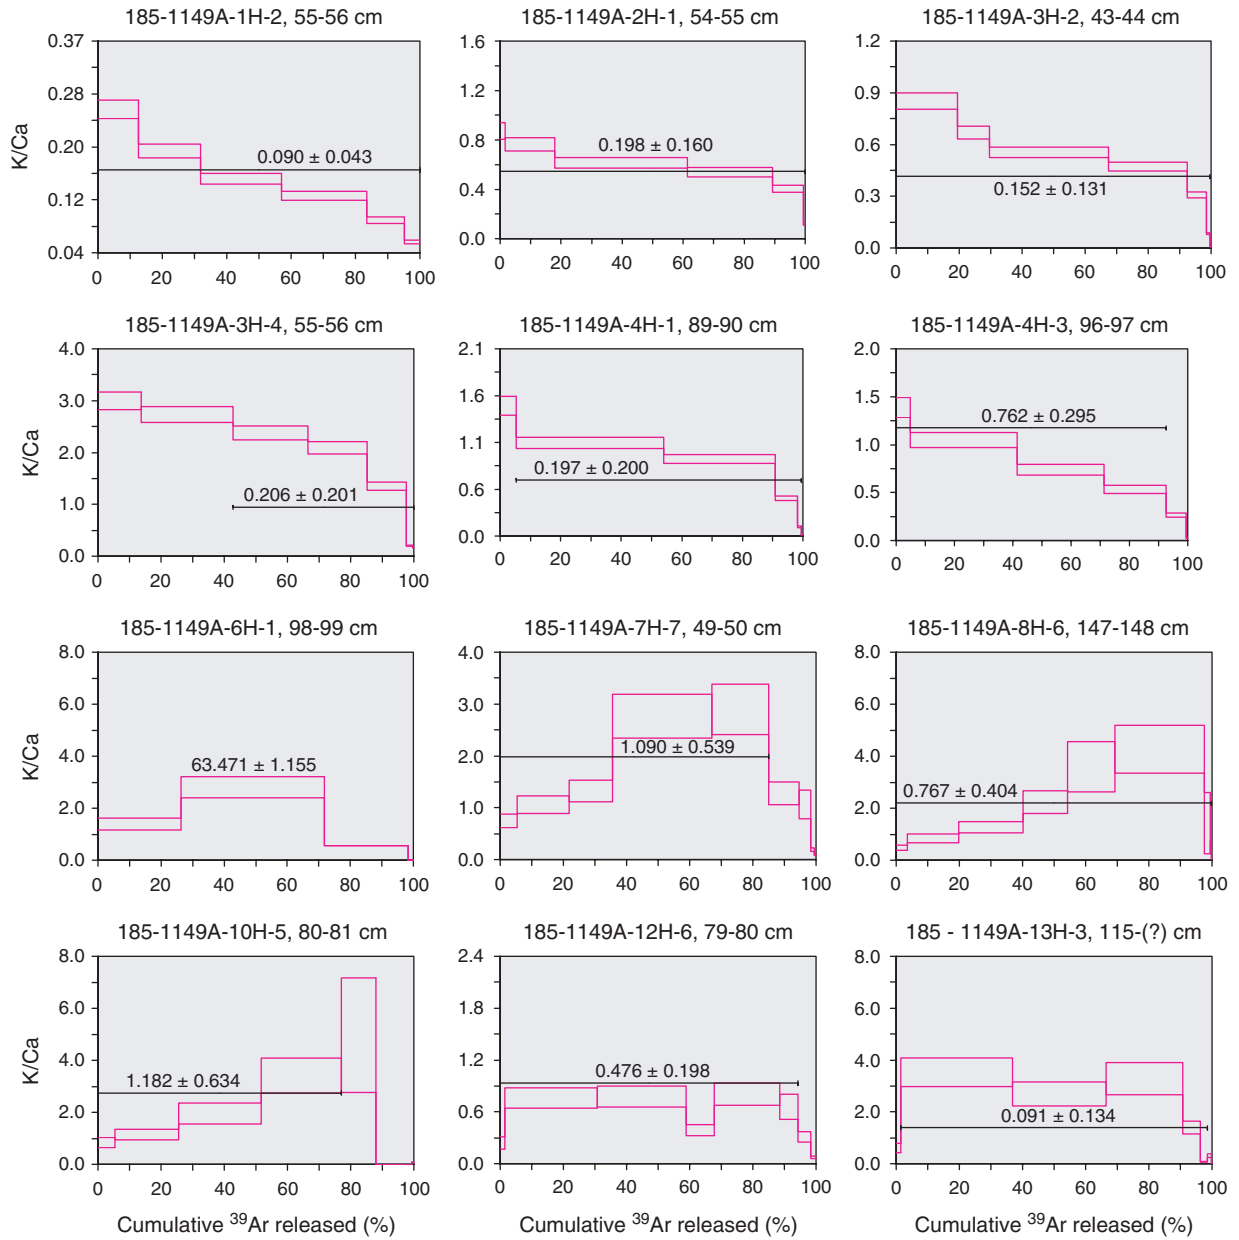 185-1149A-1H-2, 55-56 cm
K/Ca
0.37
0.28
0.20
0.12
0.04
0.090 ± 0.043
0 20 40 60 80 100
185-1149A-2H-1, 54-55 cm
1.6
1.2
0.8
0.4
0.0
0.198 ± 0.160
0 20 40 60 80 100
185-1149A-3H-2, 43-44 cm
1.2
0.9
0.6
0.3
0.0
0.152 ± 0.131
0 20 40 60 80 100
185-1149A-3H-4, 55-56 cm
K/Ca
4.0
3.0
2.0
1.0
0.0
0.206 ± 0.201
0 20 40 60 80 100
185-1149A-4H-1, 89-90 cm
2.1
1.6
1.1
0.6
0.0
0.197 ± 0.200
0 20 40 60 80 100
185-1149A-4H-3, 96-97 cm
2.0
1.5
1.0
0.5
0.0
0.762 ± 0.295
0 20 40 60 80 100
185-1149A-6H-1, 98-99 cm
K/Ca
8.0
6.0
4.0
2.0
0.0
63.471 ± 1.155
0 20 40 60 80 100
185-1149A-7H-7, 49-50 cm
4.0
3.0
2.0
1.0
0.0
1.090 ± 0.539
0 20 40 60 80 100
185-1149A-8H-6, 147-148 cm
8.0
6.0
4.0
2.0
0.0
0.767 ± 0.404
0 20 40 60 80 100
185-1149A-10H-5, 80-81 cm
K/Ca
8.0
6.0
4.0
2.0
0.0
1.182 ± 0.634
0 20 40 60 80 100
Cumulative ³⁹Ar released (%)
185-1149A-12H-6, 79-80 cm
2.4
1.8
1.2
0.6
0.0
0.476 ± 0.198
0 20 40 60 80 100
Cumulative ³⁹Ar released (%)
185 - 1149A-13H-3, 115-(?) cm
8.0
6.0
4.0
2.0
0.0
0.091 ± 0.134
0 20 40 60 80 100
Cumulative ³⁹Ar released (%)